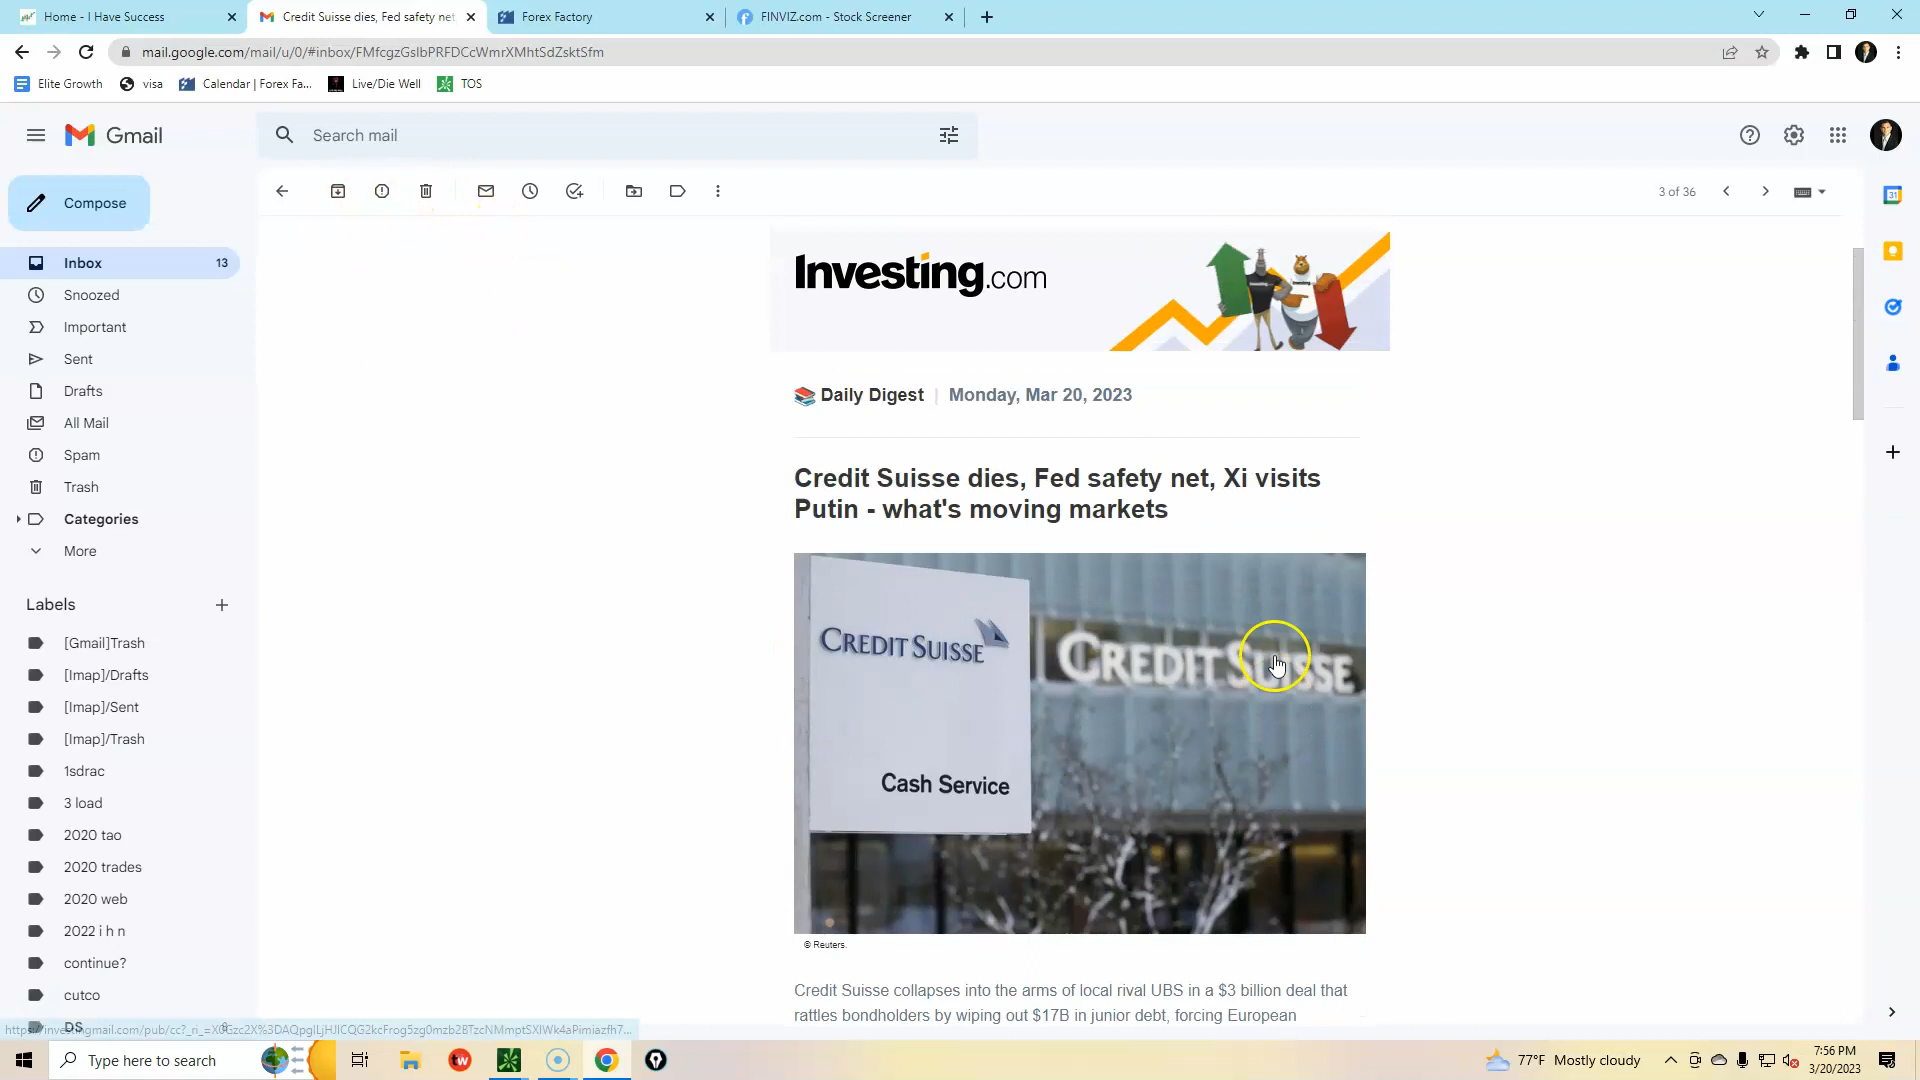 Home - I Have Success
Credit Suisse dies, Fed safety net,
Forex Factory
FINVIZ.com - Stock Screener
mail.google.com/mail/u/0/#inbox/FMfcgzGslbPRFDCcWmrXMhtSdZsktSfm
Elite Growth
visa
Calendar | Forex Fa...
Live/Die Well
TOS
Gmail
Search mail
Compose
3 of 36
Inbox 13
Snoozed
Important
Sent
Drafts
All Mail
Spam
Trash
Categories
More
Labels
[Gmail]Trash
[Imap]/Drafts
[Imap]/Sent
[Imap]/Trash
1sdrac
3 load
2020 tao
2020 trades
2020 web
2022 i h n
continue?
cutco
DS
Investing.com
Daily Digest | Monday, Mar 20, 2023
Credit Suisse dies, Fed safety net, Xi visits
Putin - what's moving markets
CREDIT SUISSE
CREDIT SUISSE
Cash Service
© Reuters.
Credit Suisse collapses into the arms of local rival UBS in a $3 billion deal that
rattles bondholders by wiping out $17B in junior debt, forcing European
Type here to search
tw
77°F Mostly cloudy
7:56 PM
3/20/2023